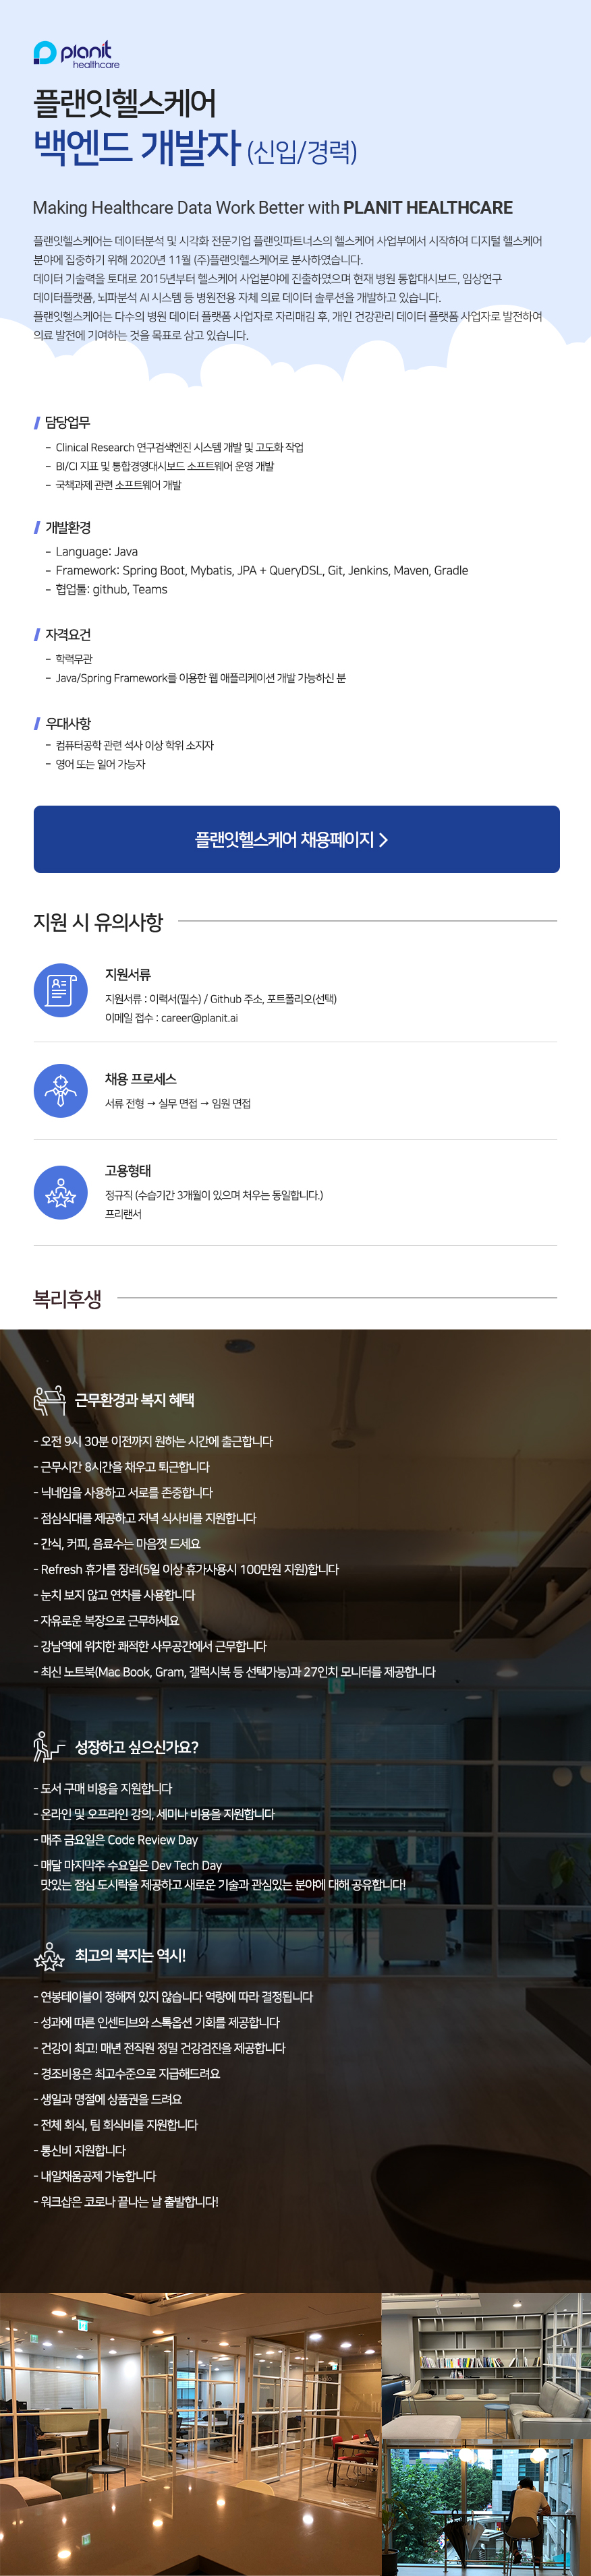 planit
healthcare
플랜잇헬스케어
백엔드 개발자 (신입/경력)
Making Healthcare Data Work Better with PLANIT HEALTHCARE
플랜잇헬스케어는 데이터분석 및 시각화 전문기업 플랜잇파트너스의 헬스케어 사업부에서 시작하여 디지털 헬스케어
분야에 집중하기 위해 2020년 11월 (주)플랜잇헬스케어로 분사하였습니다.
데이터 기술력을 토대로 2015년부터 헬스케어 사업분야에 진출하였으며 현재 병원 통합대시보드, 임상연구
데이터플랫폼, 뇌파분석 AI 시스템 등 병원전용 자체 의료 데이터 솔루션을 개발하고 있습니다.
플랜잇헬스케어는 다수의 병원 데이터 플랫폼 사업자로 자리매김 후, 개인 건강관리 데이터 플랫폼 사업자로 발전하여
의료 발전에 기여하는 것을 목표로 삼고 있습니다.
담당업무
- Clinical Research 연구검색엔진 시스템 개발 및 고도화 작업
- BI/CI 지표 및 통합경영대시보드 소프트웨어 운영 개발
- 국책과제 관련 소프트웨어 개발
개발환경
- Language: Java
- Framework: Spring Boot, Mybatis, JPA + QueryDSL, Git, Jenkins, Maven, Gradle
- 협업툴: github, Teams
자격요건
- 학력무관
- Java/Spring Framework를 이용한 웹 애플리케이션 개발 가능하신 분
우대사항
- 컴퓨터공학 관련 석사 이상 학위 소지자
- 영어 또는 일어 가능자
플랜잇헬스케어 채용페이지 >
지원 시 유의사항
지원서류
지원서류 : 이력서(필수) / Github 주소, 포트폴리오(선택)
이메일 접수 : career@planit.ai
채용 프로세스
서류 전형 → 실무 면접 → 임원 면접
고용형태
정규직 (수습기간 3개월이 있으며 처우는 동일합니다.)
프리랜서
복리후생
근무환경과 복지 혜택
- 오전 9시 30분 이전까지 원하는 시간에 출근합니다
- 근무시간 8시간을 채우고 퇴근합니다
- 닉네임을 사용하고 서로를 존중합니다
- 점심식대를 제공하고 저녁 식사비를 지원합니다
- 간식, 커피, 음료수는 마음껏 드세요
- Refresh 휴가를 장려(5일 이상 휴가사용시 100만원 지원)합니다
- 눈치 보지 않고 연차를 사용합니다
- 자유로운 복장으로 근무하세요
- 강남역에 위치한 쾌적한 사무공간에서 근무합니다
- 최신 노트북(Mac Book, Gram, 갤럭시북 등 선택가능)과 27인치 모니터를 제공합니다
성장하고 싶으신가요?
- 도서 구매 비용을 지원합니다
- 온라인 및 오프라인 강의, 세미나 비용을 지원합니다
- 매주 금요일은 Code Review Day
- 매달 마지막주 수요일은 Dev Tech Day
맛있는 점심 도시락을 제공하고 새로운 기술과 관심있는 분야에 대해 공유합니다!
최고의 복지는 역시!
- 연봉테이블이 정해져 있지 않습니다 역량에 따라 결정됩니다
- 성과에 따른 인센티브와 스톡옵션 기회를 제공합니다
- 건강이 최고! 매년 전직원 정밀 건강검진을 제공합니다
- 경조비용은 최고수준으로 지급해드려요
- 생일과 명절에 상품권을 드려요
- 전체 회식, 팀 회식비를 지원합니다
- 통신비 지원합니다
- 내일채움공제 가능합니다
- 워크샵은 코로나 끝나는 날 출발합니다!